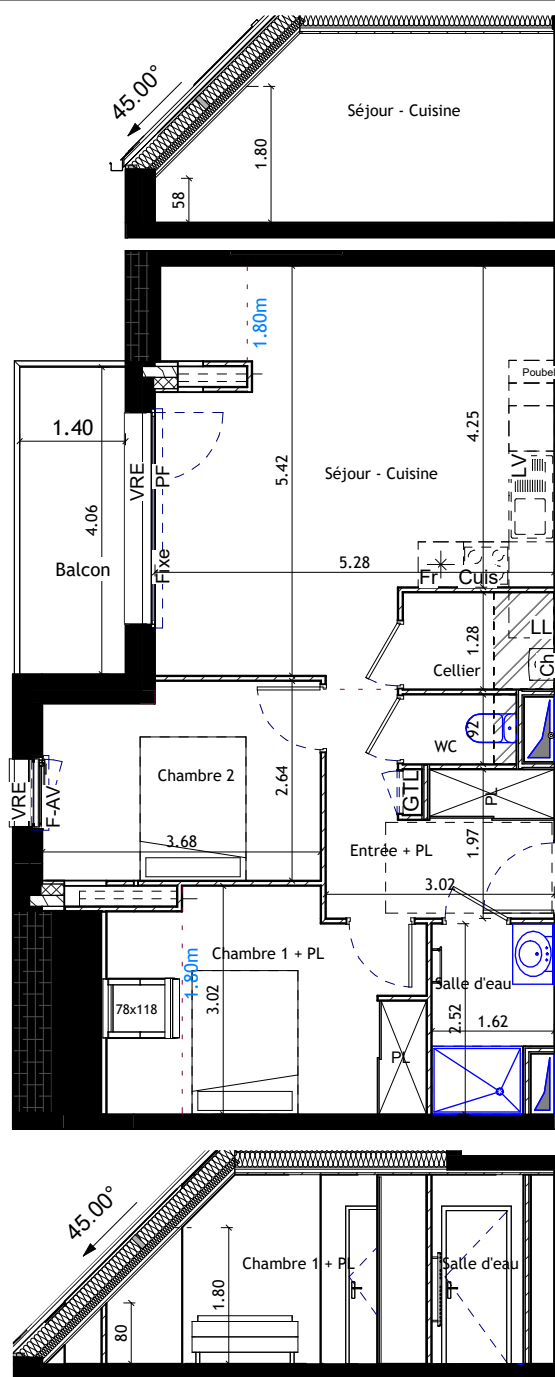 45.00°
Séjour - Cuisine
1.80
58
1.80m
Poubel
1.40
4.25
VRE
PF
LV
5.42
Séjour - Cuisine
4.06
Balcon
Fixe
5.28
Fr
Cuis
1.28
LL
Cellier
Ch
92
WC
Chambre 2
2.64
VRE
F-AV
GTL
PL
3.68
Entrée + PL
1.97
3.02
Chambre 1 + PL
1.80m
3.02
Salle d'eau
78x118
2.52
1.62
PL
45.00°
Chambre 1 + PL
Salle d'eau
1.80
80